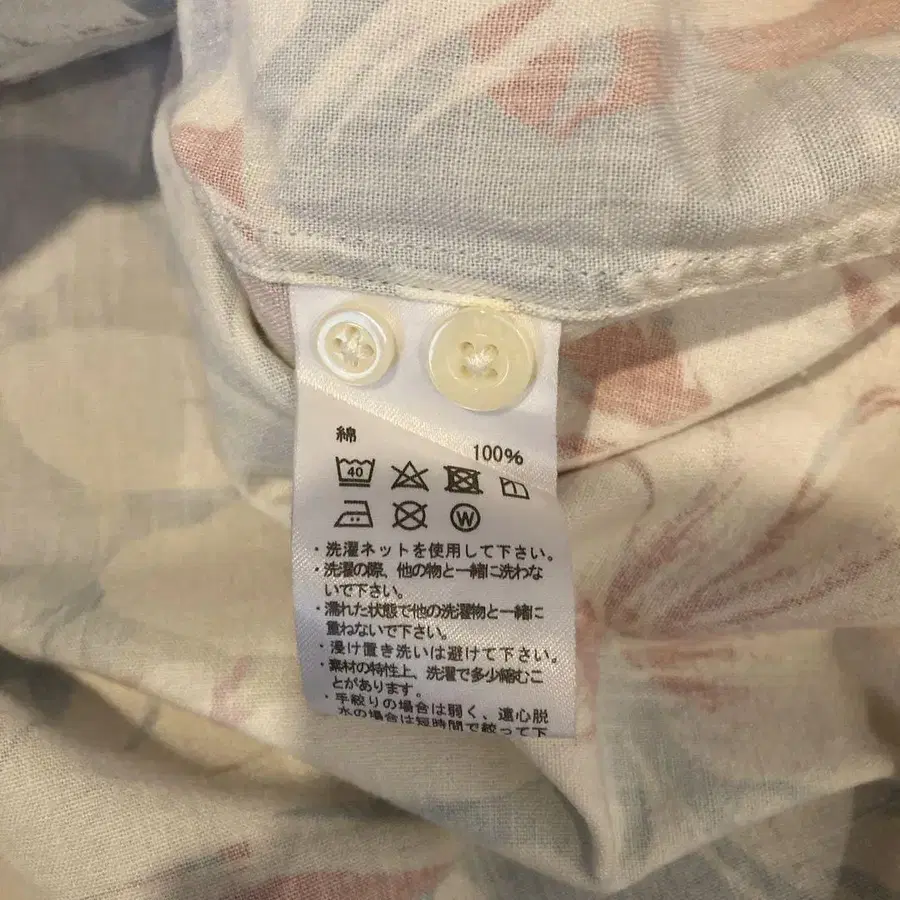 綿
100%
40
W
・洗濯ネットを使用して下さい。
・洗濯の際、他の物と一緒に洗わな
いで下さい。
・濡れた状態で他の洗濯物と一緒に
重ねないで下さい。
・浸け置き洗いは避けて下さい。
・素材の特性上、洗濯で多少縮むこ
とがあります。
・手絞りの場合は弱く、遠心脱
水の場合は短時間で絞って下